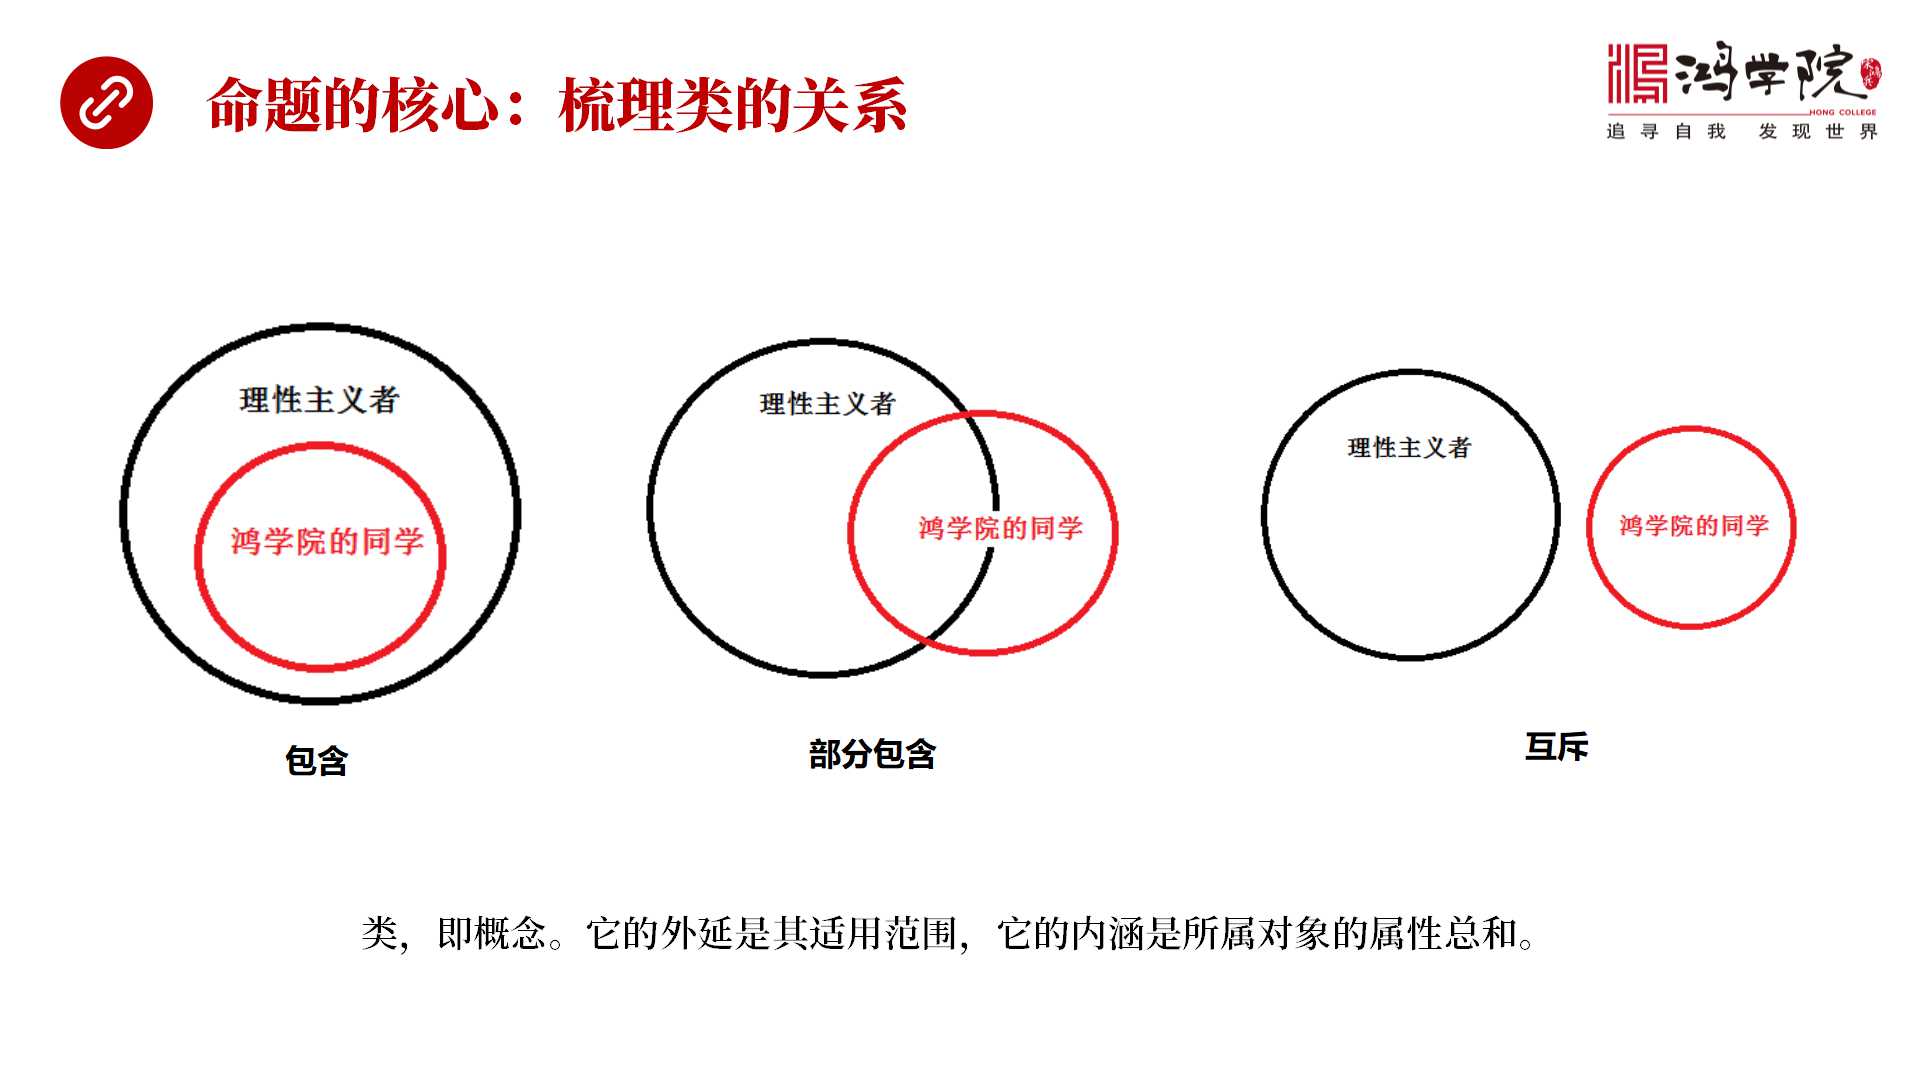 命题的核心：梳理类的关系
鸿学院
HONG COLLEGE
追寻自我 发现世界
理性主义者
鸿学院的同学
包含
理性主义者
鸿学院的同学
部分包含
理性主义者
鸿学院的同学
互斥
类，即概念。它的外延是其适用范围，它的内涵是所属对象的属性总和。